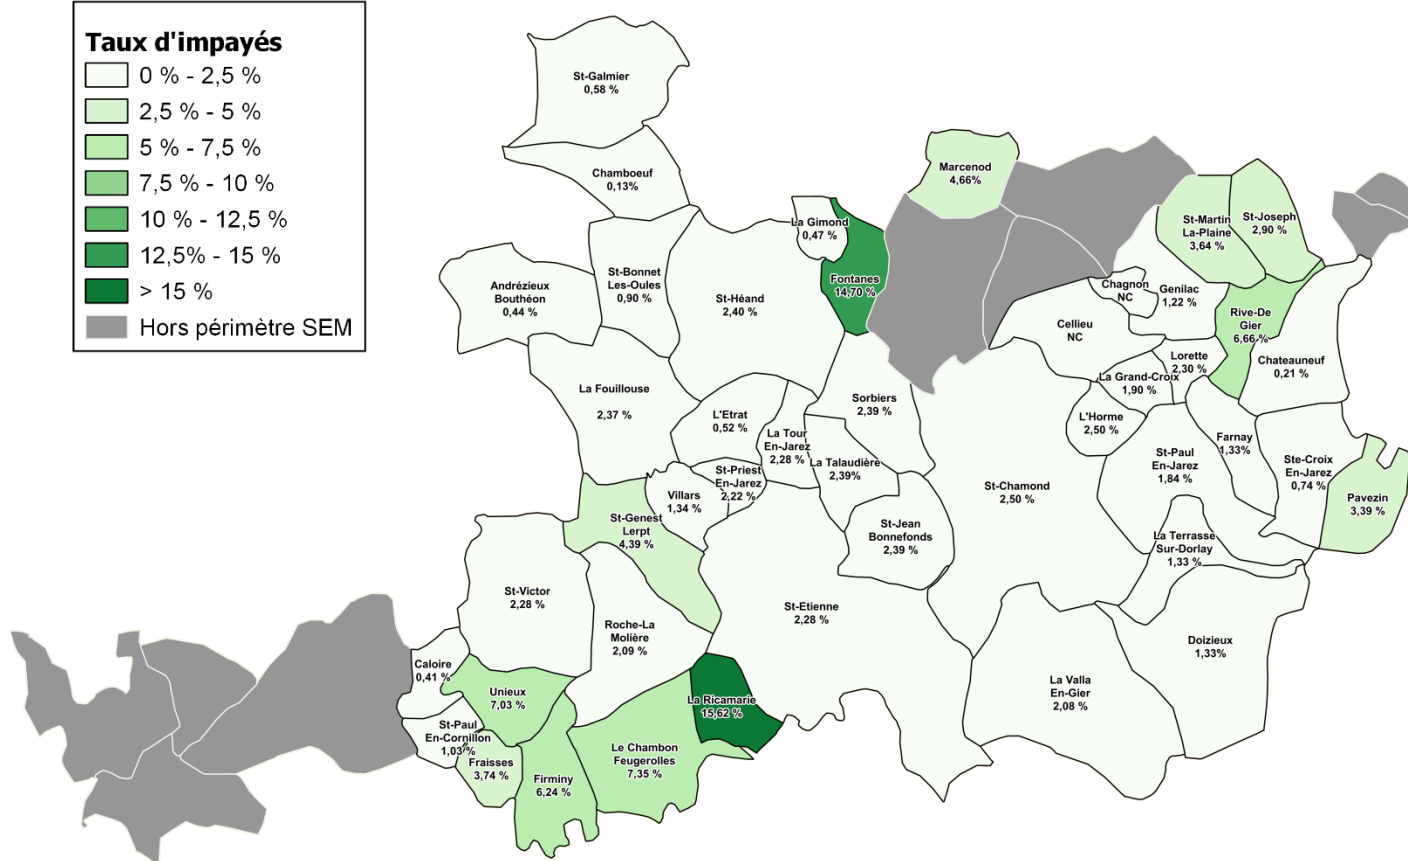 Taux d'impayés
0 % - 2,5 %
2,5 % - 5 %
5 % - 7,5 %
7,5 % - 10 %
10 % - 12,5 %
12,5% - 15 %
> 15 %
Hors périmètre SEM
St-Galmier
0,58 %
Chamboeuf
0,13%
Marcenod
4,66%
La Gimond
0,47 %
St-Martin
La-Plaine
3,64 %
St-Joseph
2,90 %
Andrézieux
Bouthéon
0,44 %
St-Bonnet
Les-Oules
0,90 %
St-Héand
2,40 %
Fontanes
14,70 %
Chagnon
NC
Genilac
1,22 %
Cellieu
NC
Rive-De
Gier
6,66 %
Lorette
2,30 %
Chateauneuf
0,21 %
La Grand-Croix
1,90 %
La Fouillouse
2,37 %
L'Etrat
0,52 %
La Tour
En-Jarez
2,28 %
Sorbiers
2,39 %
L'Horme
2,50 %
La Talaudière
2,39%
St-Priest
En-Jarez
2,22 %
Villars
1,34 %
St-Chamond
2,50 %
St-Paul
En-Jarez
1,84 %
Farnay
1,33%
Ste-Croix
En-Jarez
0,74 %
Pavezin
3,39 %
St-Genest
Lerpt
4,39 %
St-Jean
Bonnefonds
2,39 %
La Terrasse
Sur-Dorlay
1,33 %
St-Victor
2,28 %
St-Etienne
2,28 %
Roche-La
Molière
2,09 %
Doizieux
1,33%
Caloire
0,41 %
Unieux
7,03 %
La Ricamarie
15,62 %
La Valla
En-Gier
2,08 %
St-Paul
En-Cornillon
1,03%
Fraisses
3,74 %
Firminy
6,24 %
Le Chambon
Feugerolles
7,35 %